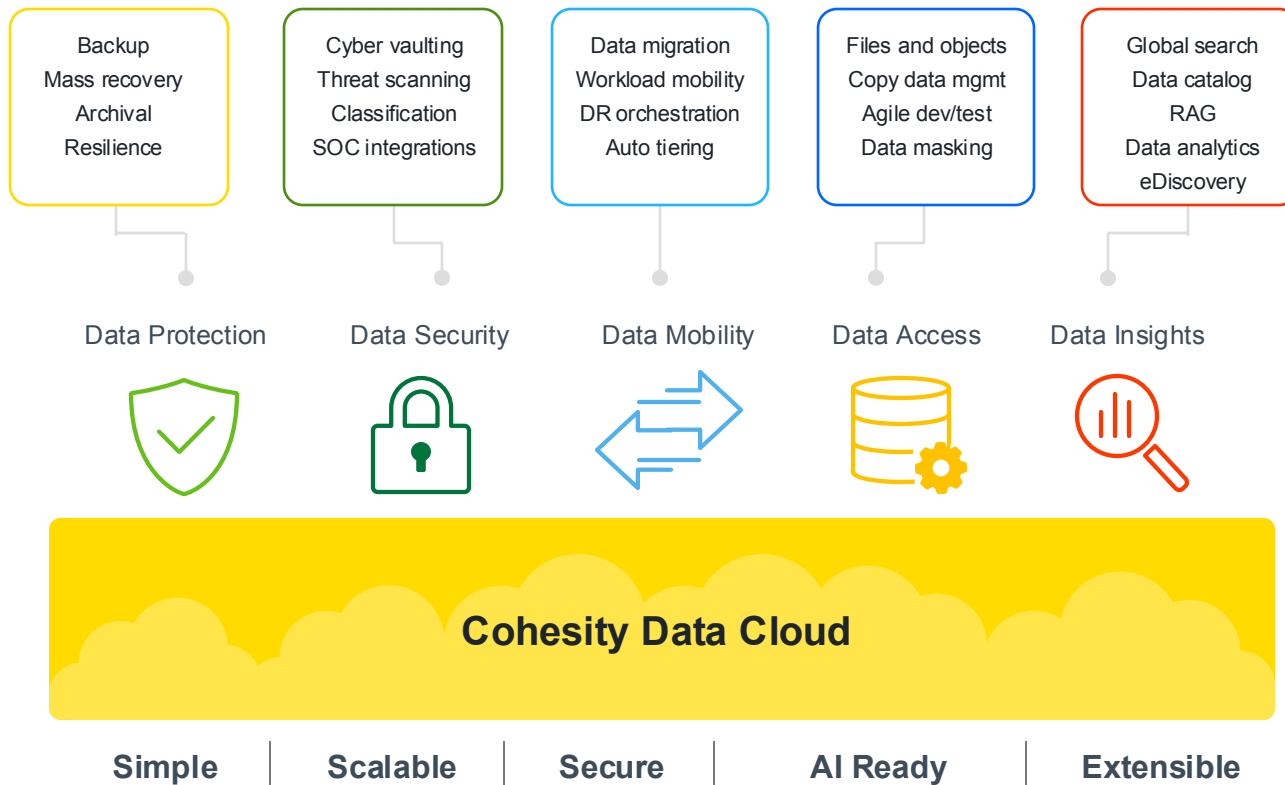 Backup
Mass recovery
Archival
Resilience
Cyber vaulting
Threat scanning
Classification
SOC integrations
Data migration
Workload mobility
DR orchestration
Auto tiering
Files and objects
Copy data mgmt
Agile dev/test
Data masking
Global search
Data catalog
RAG
Data analytics
eDiscovery
Data Protection
Data Security
Data Mobility
Data Access
Data Insights
Cohesity Data Cloud
Simple
Scalable
Secure
AI Ready
Extensible